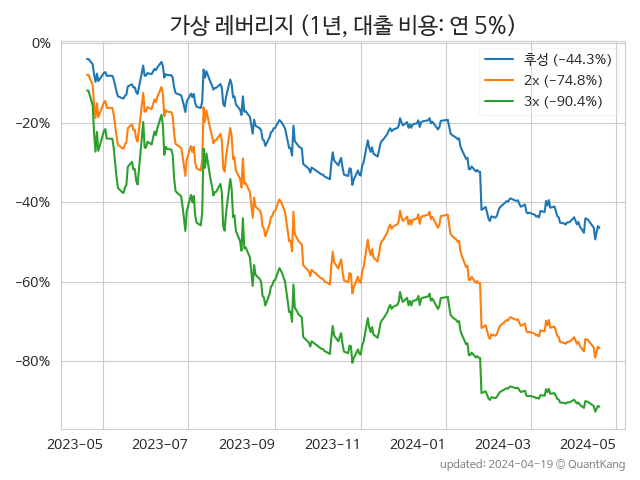 가상 레버리지 (1년, 대출 비용: 연 5%)
후성 (−44.3%)
2x (−74.8%)
3x (−90.4%)
0%
−20%
−40%
−60%
−80%
2023-05 2023-07 2023-09 2023-11 2024-01 2024-03 2024-05
updated: 2024-04-19 © QuantKang